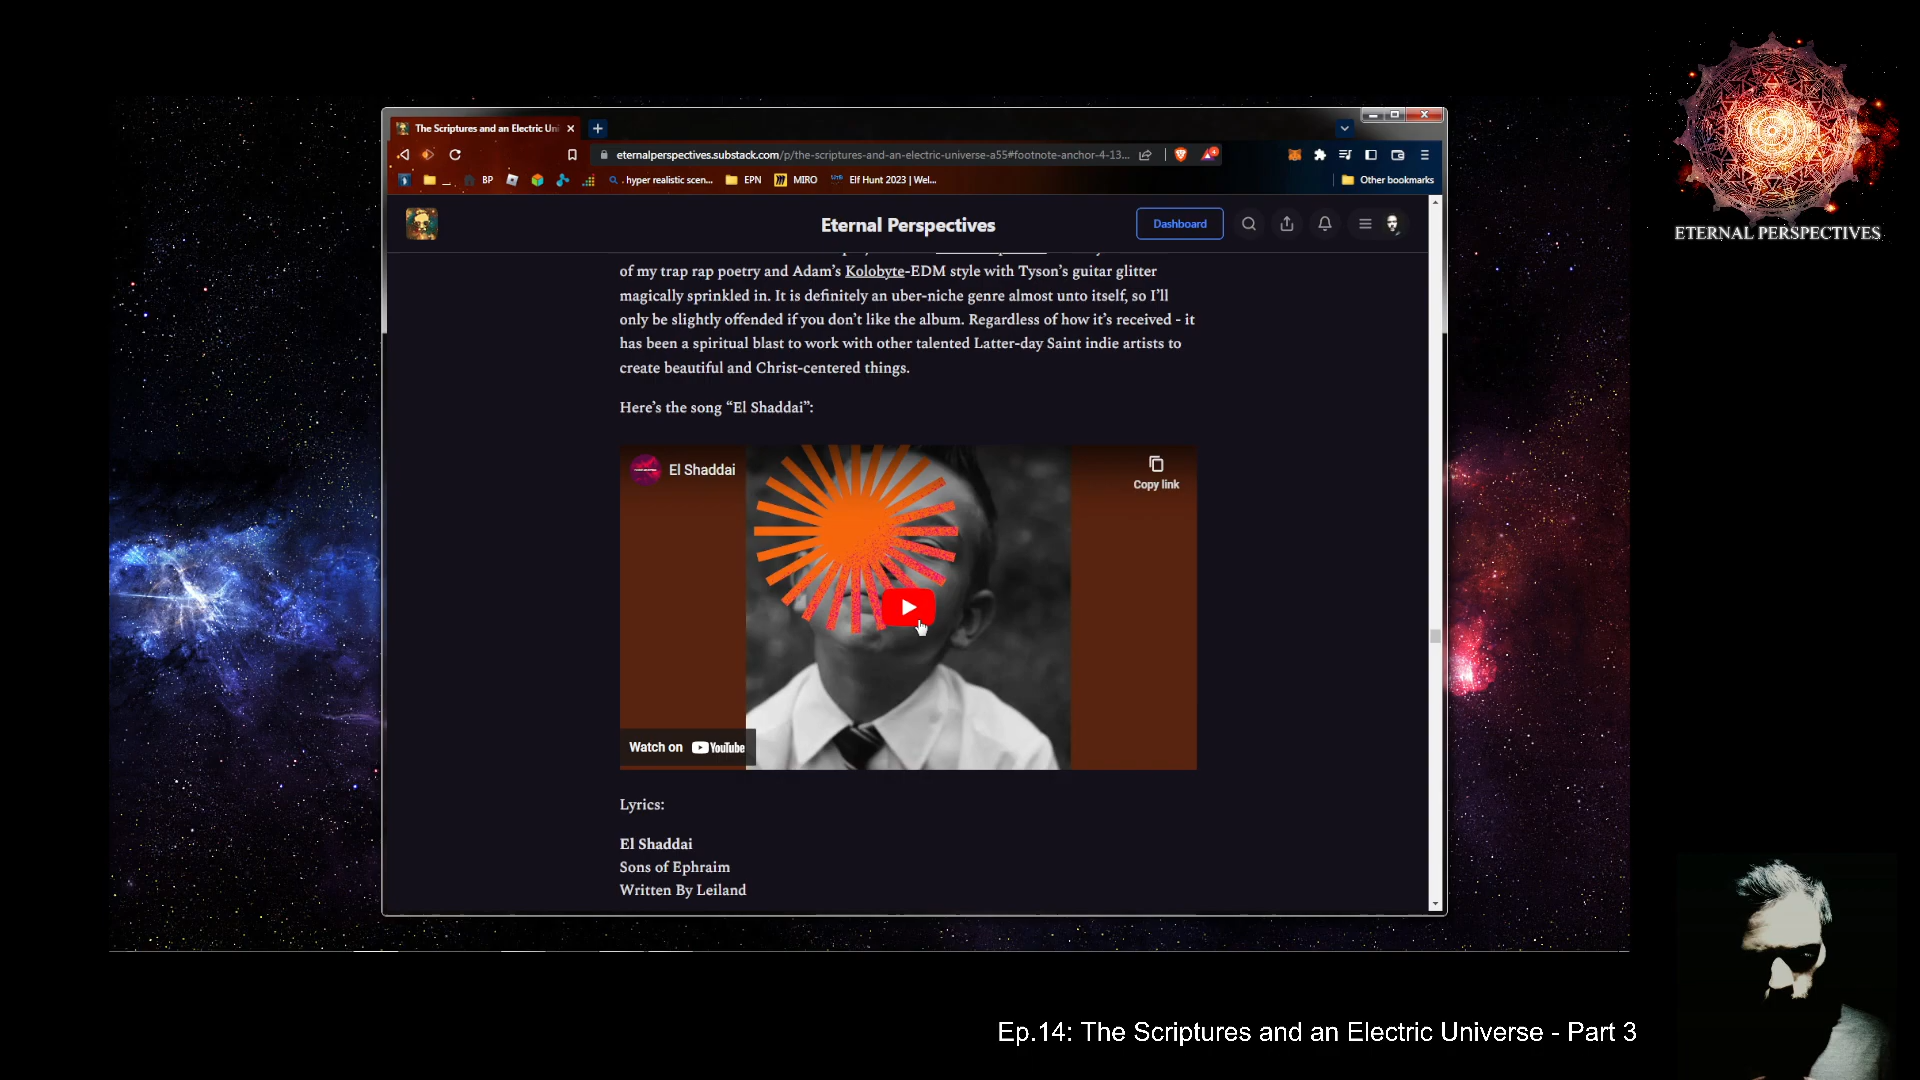 The Scriptures and an Electric Uni
eternalperspectives.substack.com/p/the-scriptures-and-an-electric-universe-a55#footnote-anchor-4-13...
BP
, hyper realistic scen...
EPN
MIRO
Elf Hunt 2023 | Wel...
Other bookmarks
ETERNAL PERSPECTIVES
Eternal Perspectives
Dashboard
of my trap rap poetry and Adam's Kolobyte-EDM style with Tyson's guitar glitter
magically sprinkled in. It is definitely an uber-niche genre almost unto itself, so I'll
only be slightly offended if you don't like the album. Regardless of how it's received - it
has been a spiritual blast to work with other talented Latter-day Saint indie artists to
create beautiful and Christ-centered things.
Here's the song “El Shaddai”:
El Shaddai
Copy link
Watch on YouTube
Lyrics:
El Shaddai
Sons of Ephraim
Written By Leiland
Ep.14: The Scriptures and an Electric Universe - Part 3